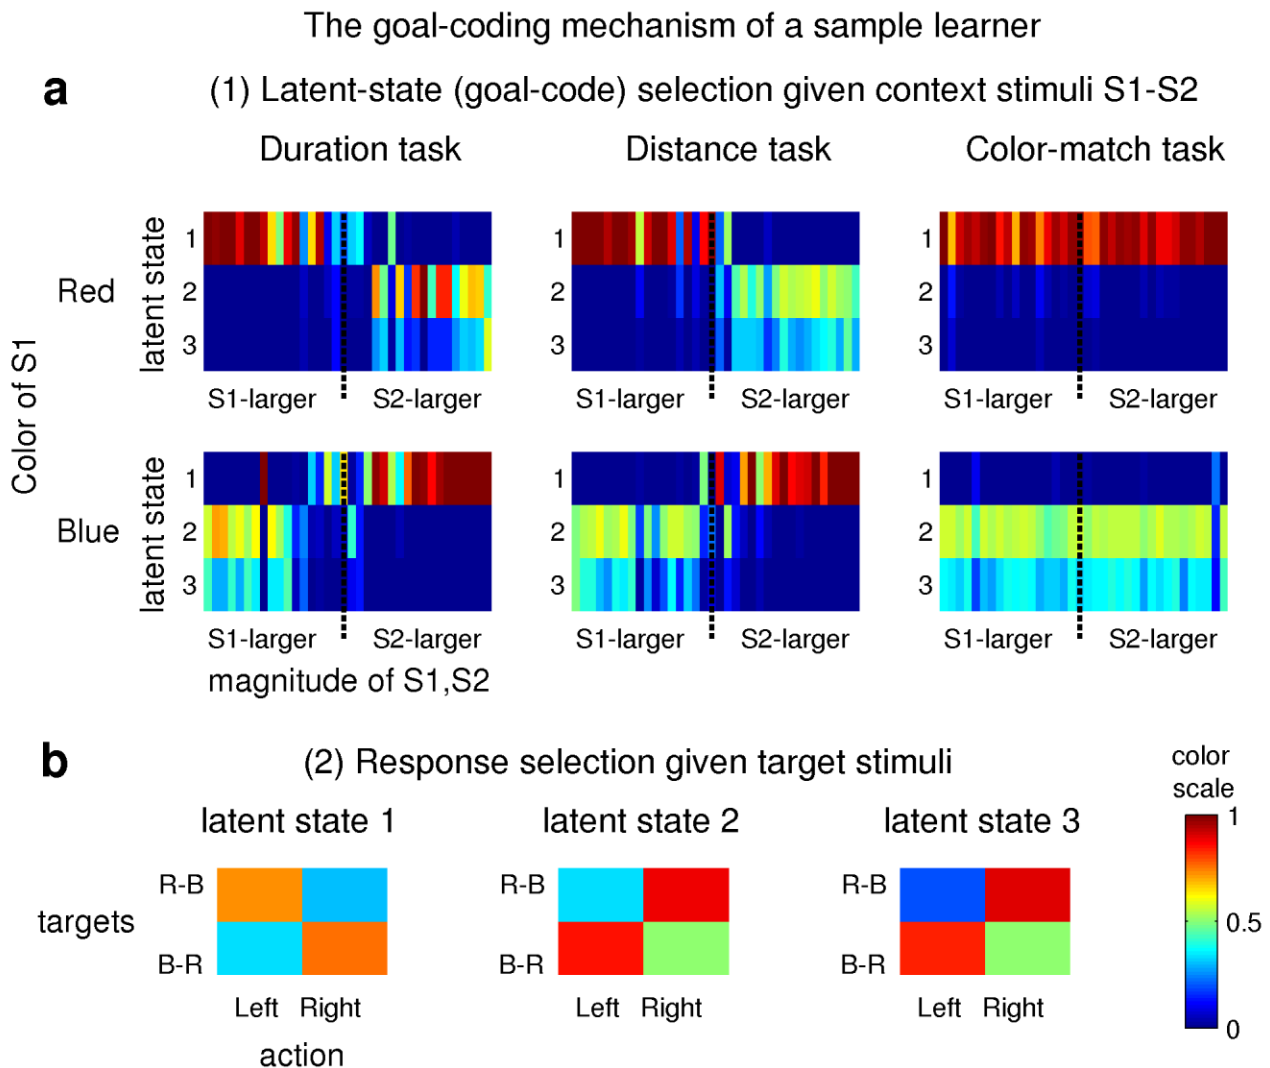 The goal-coding mechanism of a sample learner
a
(1) Latent-state (goal-code) selection given context stimuli S1-S2
Duration task
Distance task
Color-match task
Color of S1
Red
latent state
1
2
3
S1-larger
S2-larger
1
2
3
S1-larger
S2-larger
1
2
3
S1-larger
S2-larger
Blue
latent state
1
2
3
S1-larger
S2-larger
1
2
3
S1-larger
S2-larger
1
2
3
S1-larger
S2-larger
magnitude of S1,S2
b
(2) Response selection given target stimuli
latent state 1
latent state 2
latent state 3
targets
R-B
B-R
Left Right
R-B
B-R
Left Right
R-B
B-R
Left Right
action
color
scale
1
0.5
0